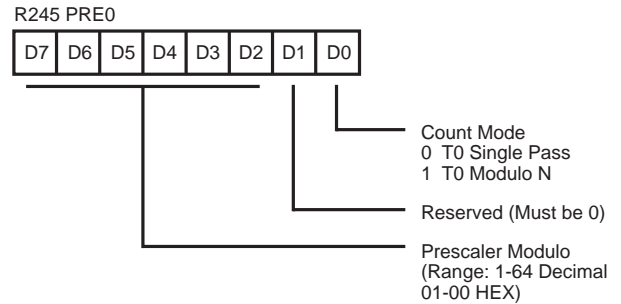 R245 PRE0
D7 D6 D5 D4 D3 D2 D1 D0
Count Mode
0 T0 Single Pass
1 T0 Modulo N
Reserved (Must be 0)
Prescaler Modulo
(Range: 1-64 Decimal
01-00 HEX)